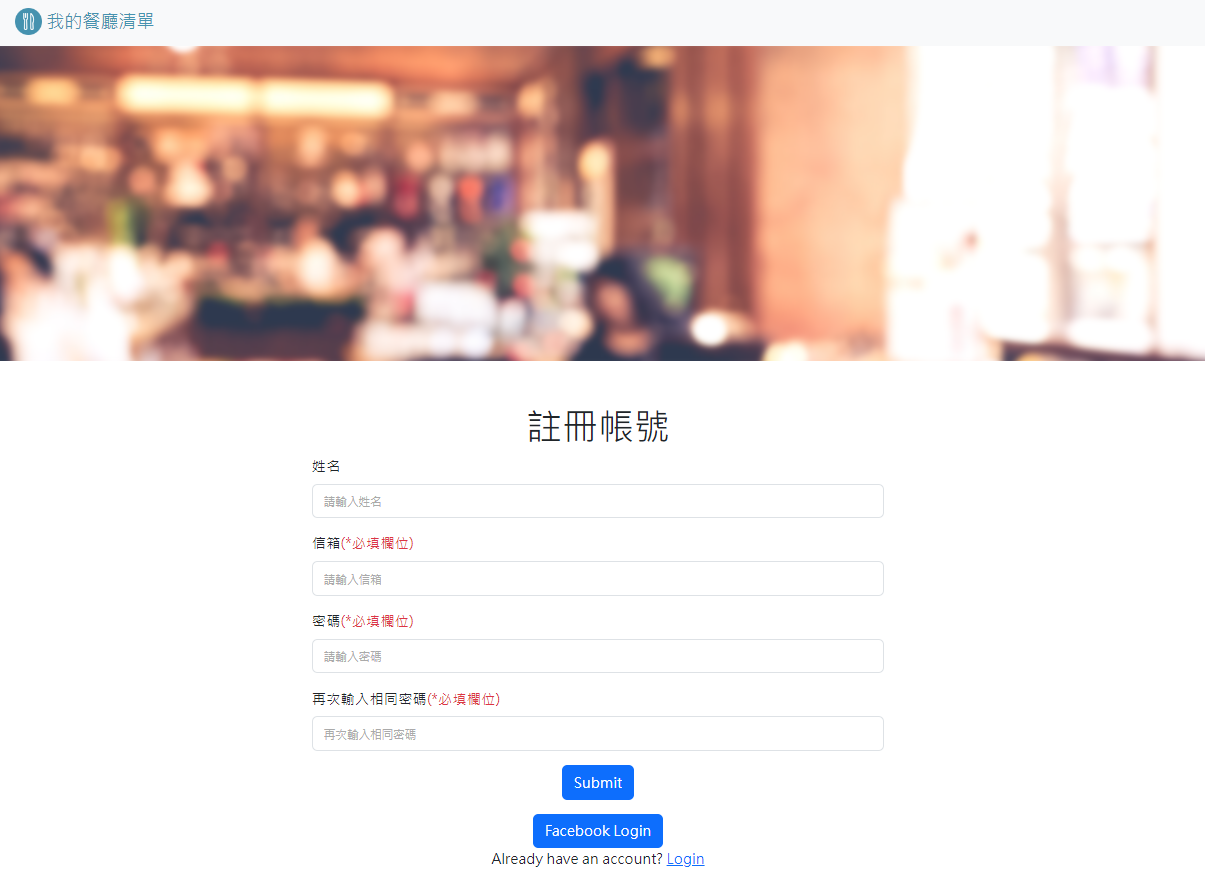 我的餐廳清單
註冊帳號
姓名
請輸入姓名
信箱(*必填欄位)
請輸入信箱
密碼(*必填欄位)
請輸入密碼
再次輸入相同密碼(*必填欄位)
再次輸入相同密碼
Submit
Facebook Login
Already have an account? Login